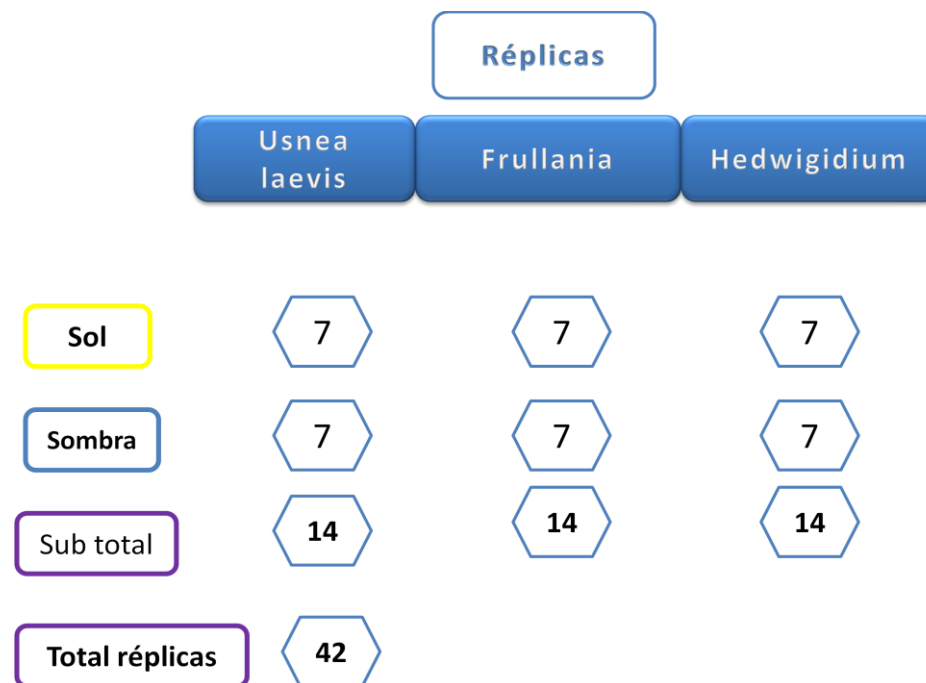 Réplicas
Usnea
laevis
Frullania
Hedwigidium
Sol
7
7
7
Sombra
7
7
7
Sub total
14
14
14
Total réplicas
42